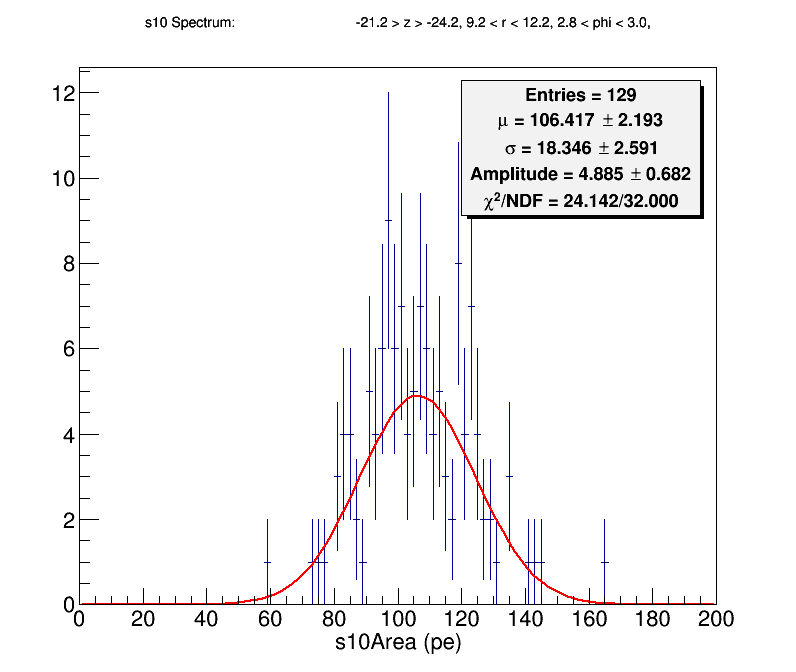 s10 Spectrum: -21.2 > z > -24.2, 9.2 < r < 12.2, 2.8 < phi < 3.0,
Entries = 129
μ = 106.417 ± 2.193
σ = 18.346 ± 2.591
Amplitude = 4.885 ± 0.682
χ²/NDF = 24.142/32.000
12
10
8
6
4
2
0
0 20 40 60 80 100 120 140 160 180 200
s10Area (pe)